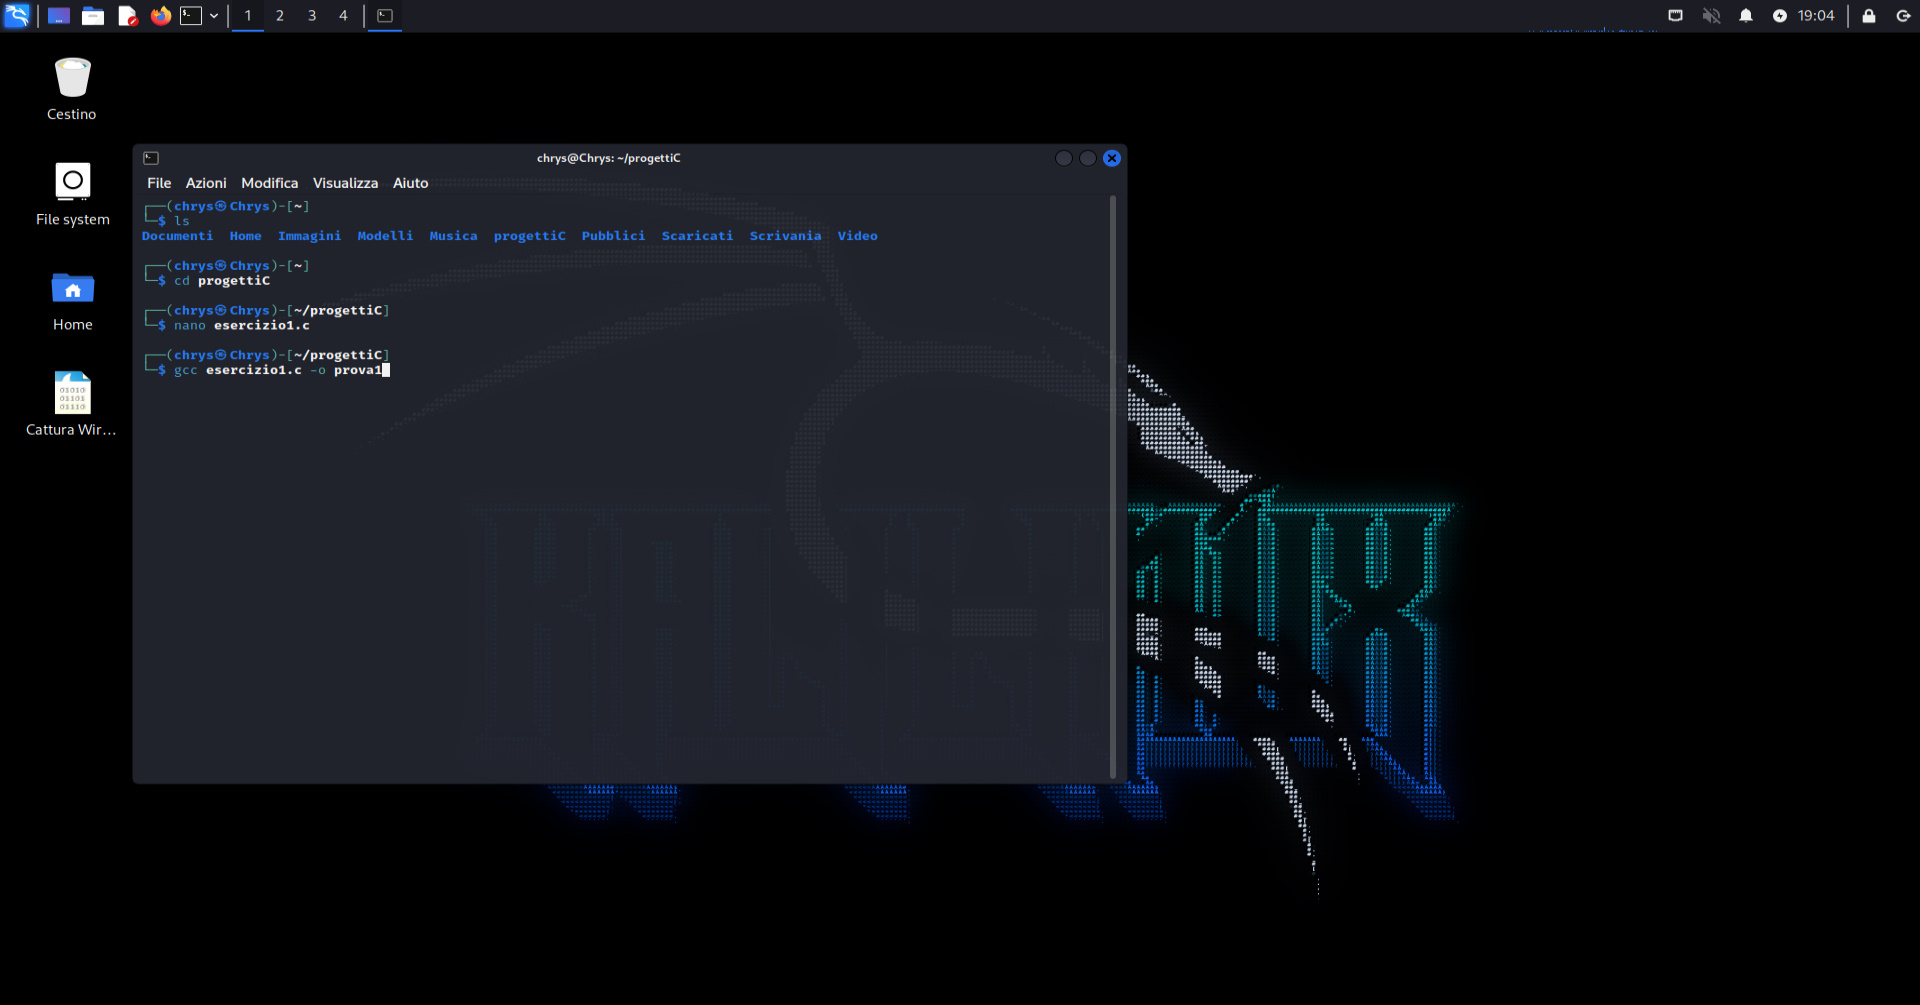 1 2 3 4
19:04
Cestino
File system
Home
Cattura Wir...
chrys@Chrys: ~/progettiC
File Azioni Modifica Visualizza Aiuto
┌──(chrys㉿Chrys)-[~]
└─$ ls
Documenti Home Immagini Modelli Musica progettiC Pubblici Scaricati Scrivania Video
┌──(chrys㉿Chrys)-[~]
└─$ cd progettiC
┌──(chrys㉿Chrys)-[~/progettiC]
└─$ nano esercizio1.c
┌──(chrys㉿Chrys)-[~/progettiC]
└─$ gcc esercizio1.c -o prova1